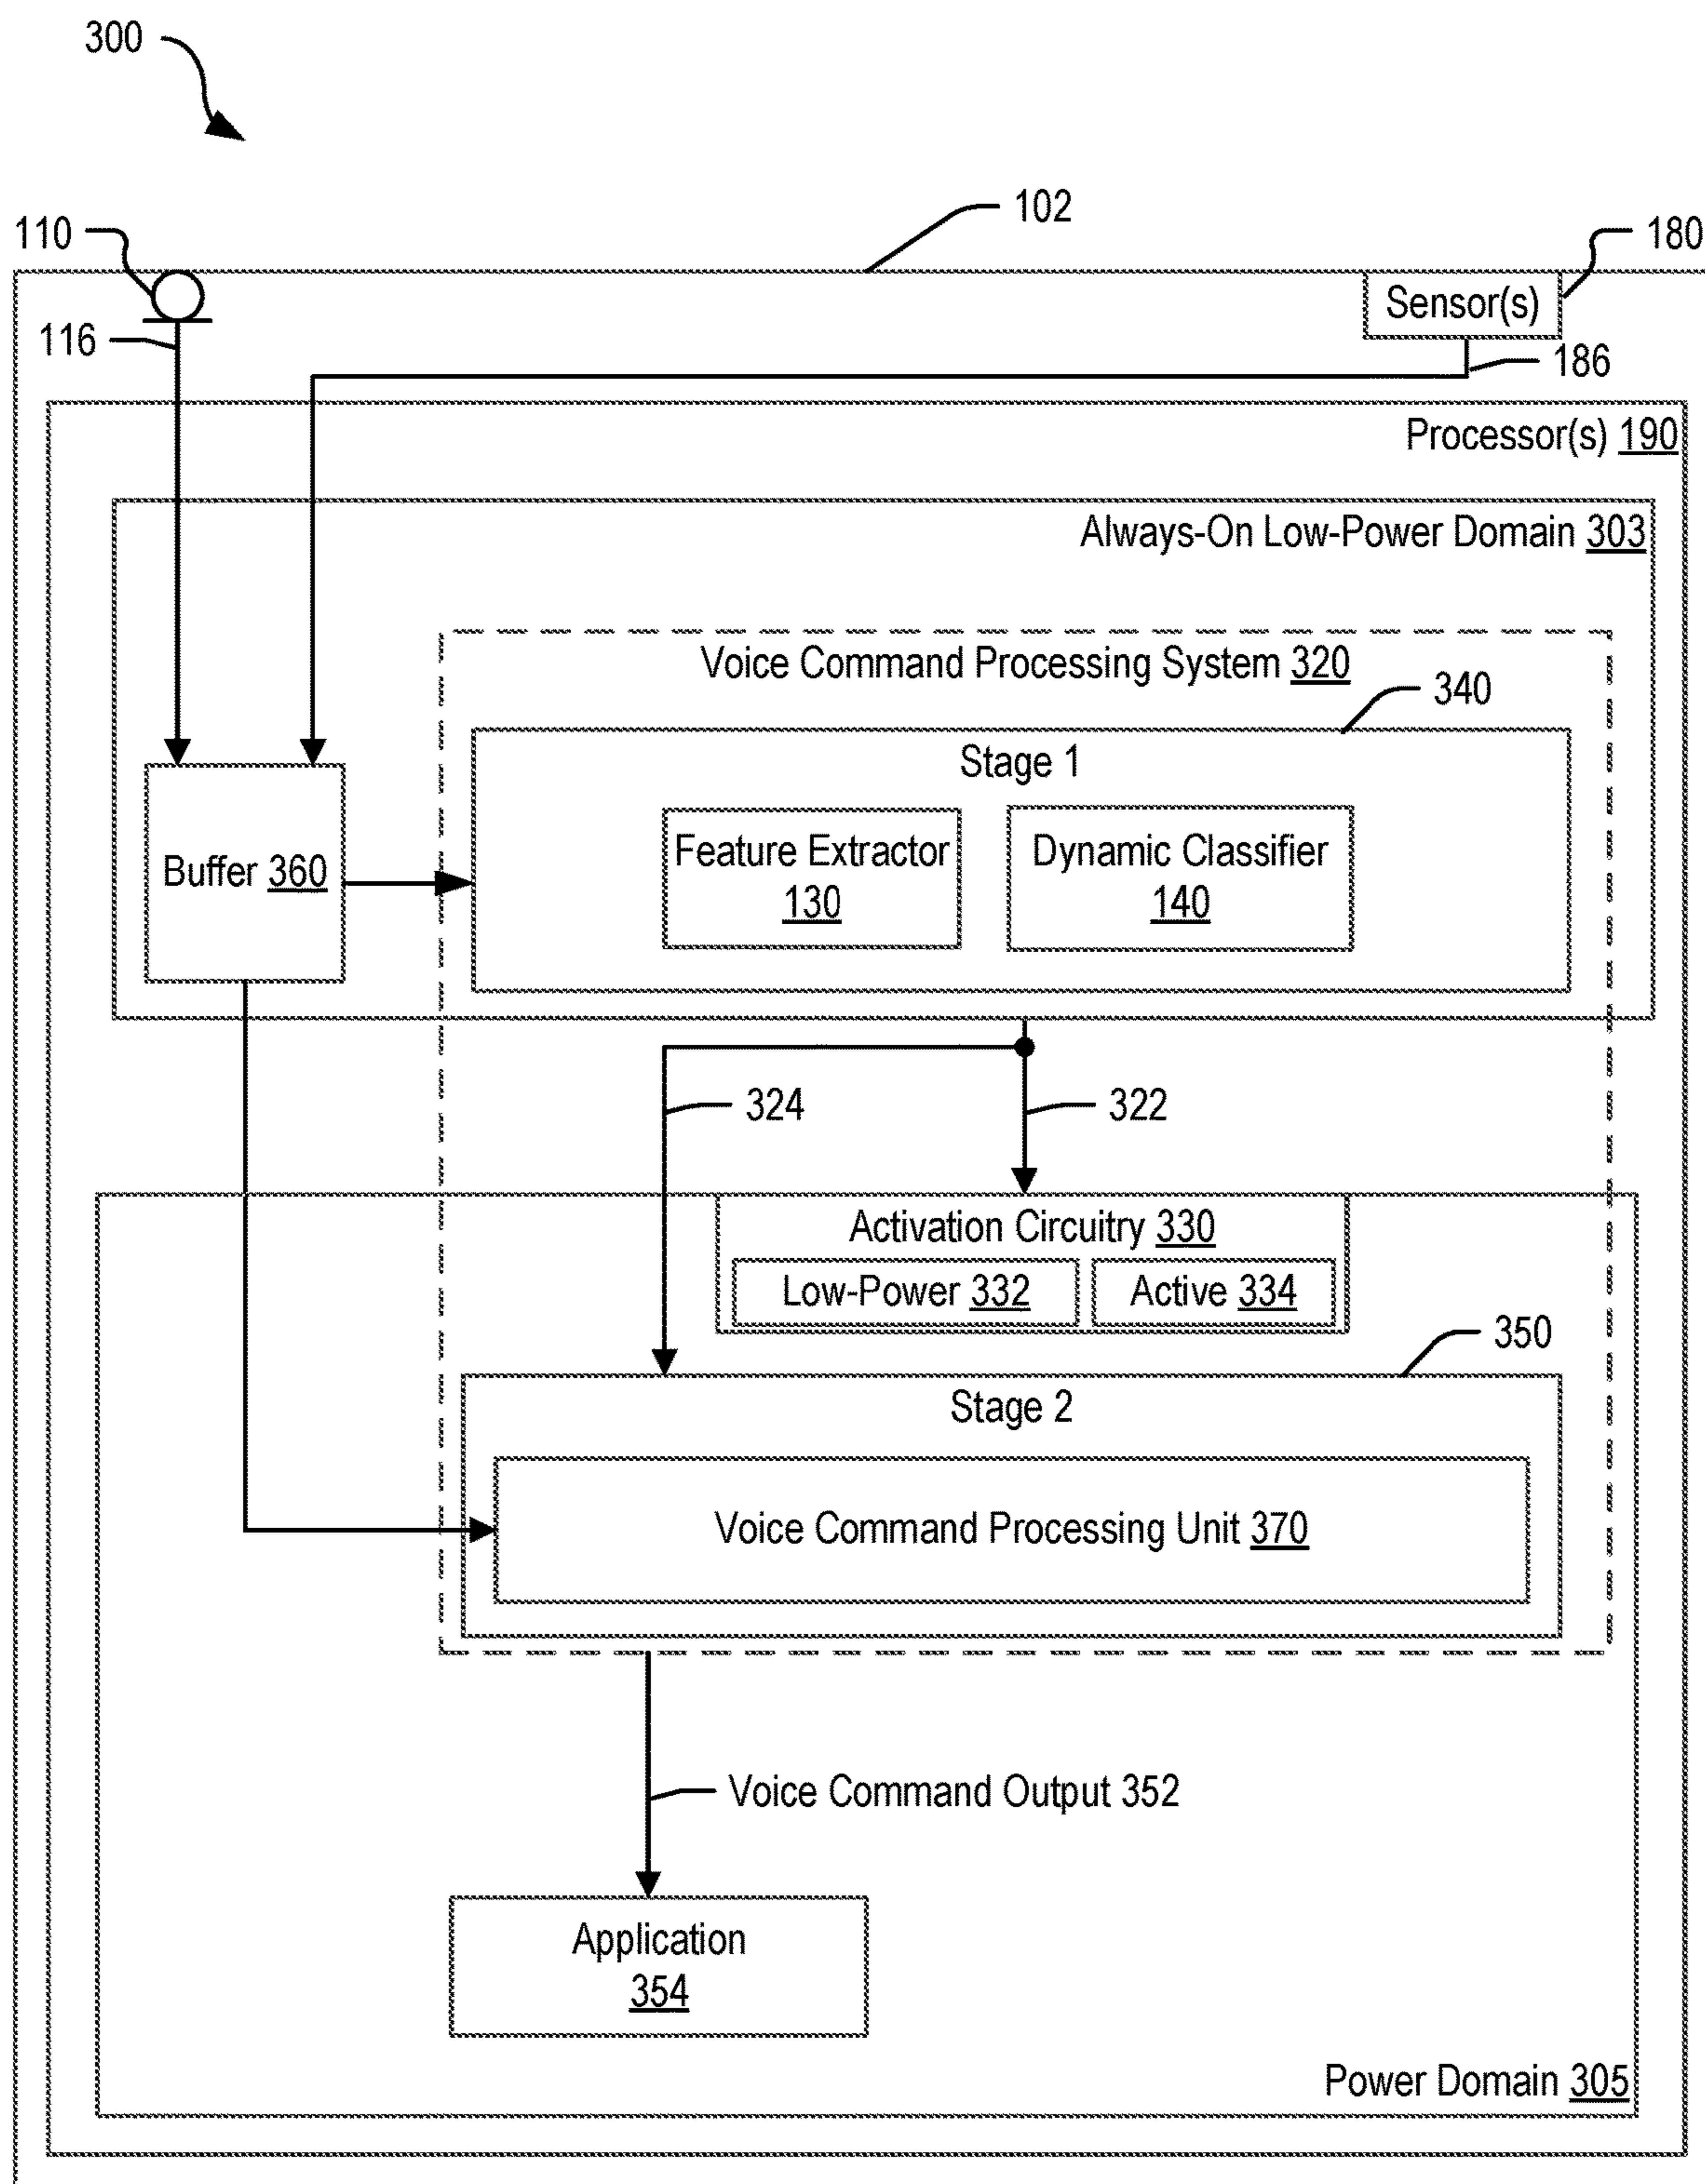 300
102
110
180
Sensor(s)
116
186
Processor(s) 190
Always-On Low-Power Domain 303
Voice Command Processing System 320
340
Stage 1
Buffer 360
Feature Extractor
130
Dynamic Classifier
140
324
322
Activation Circuitry 330
Low-Power 332
Active 334
350
Stage 2
Voice Command Processing Unit 370
Voice Command Output 352
Application
354
Power Domain 305